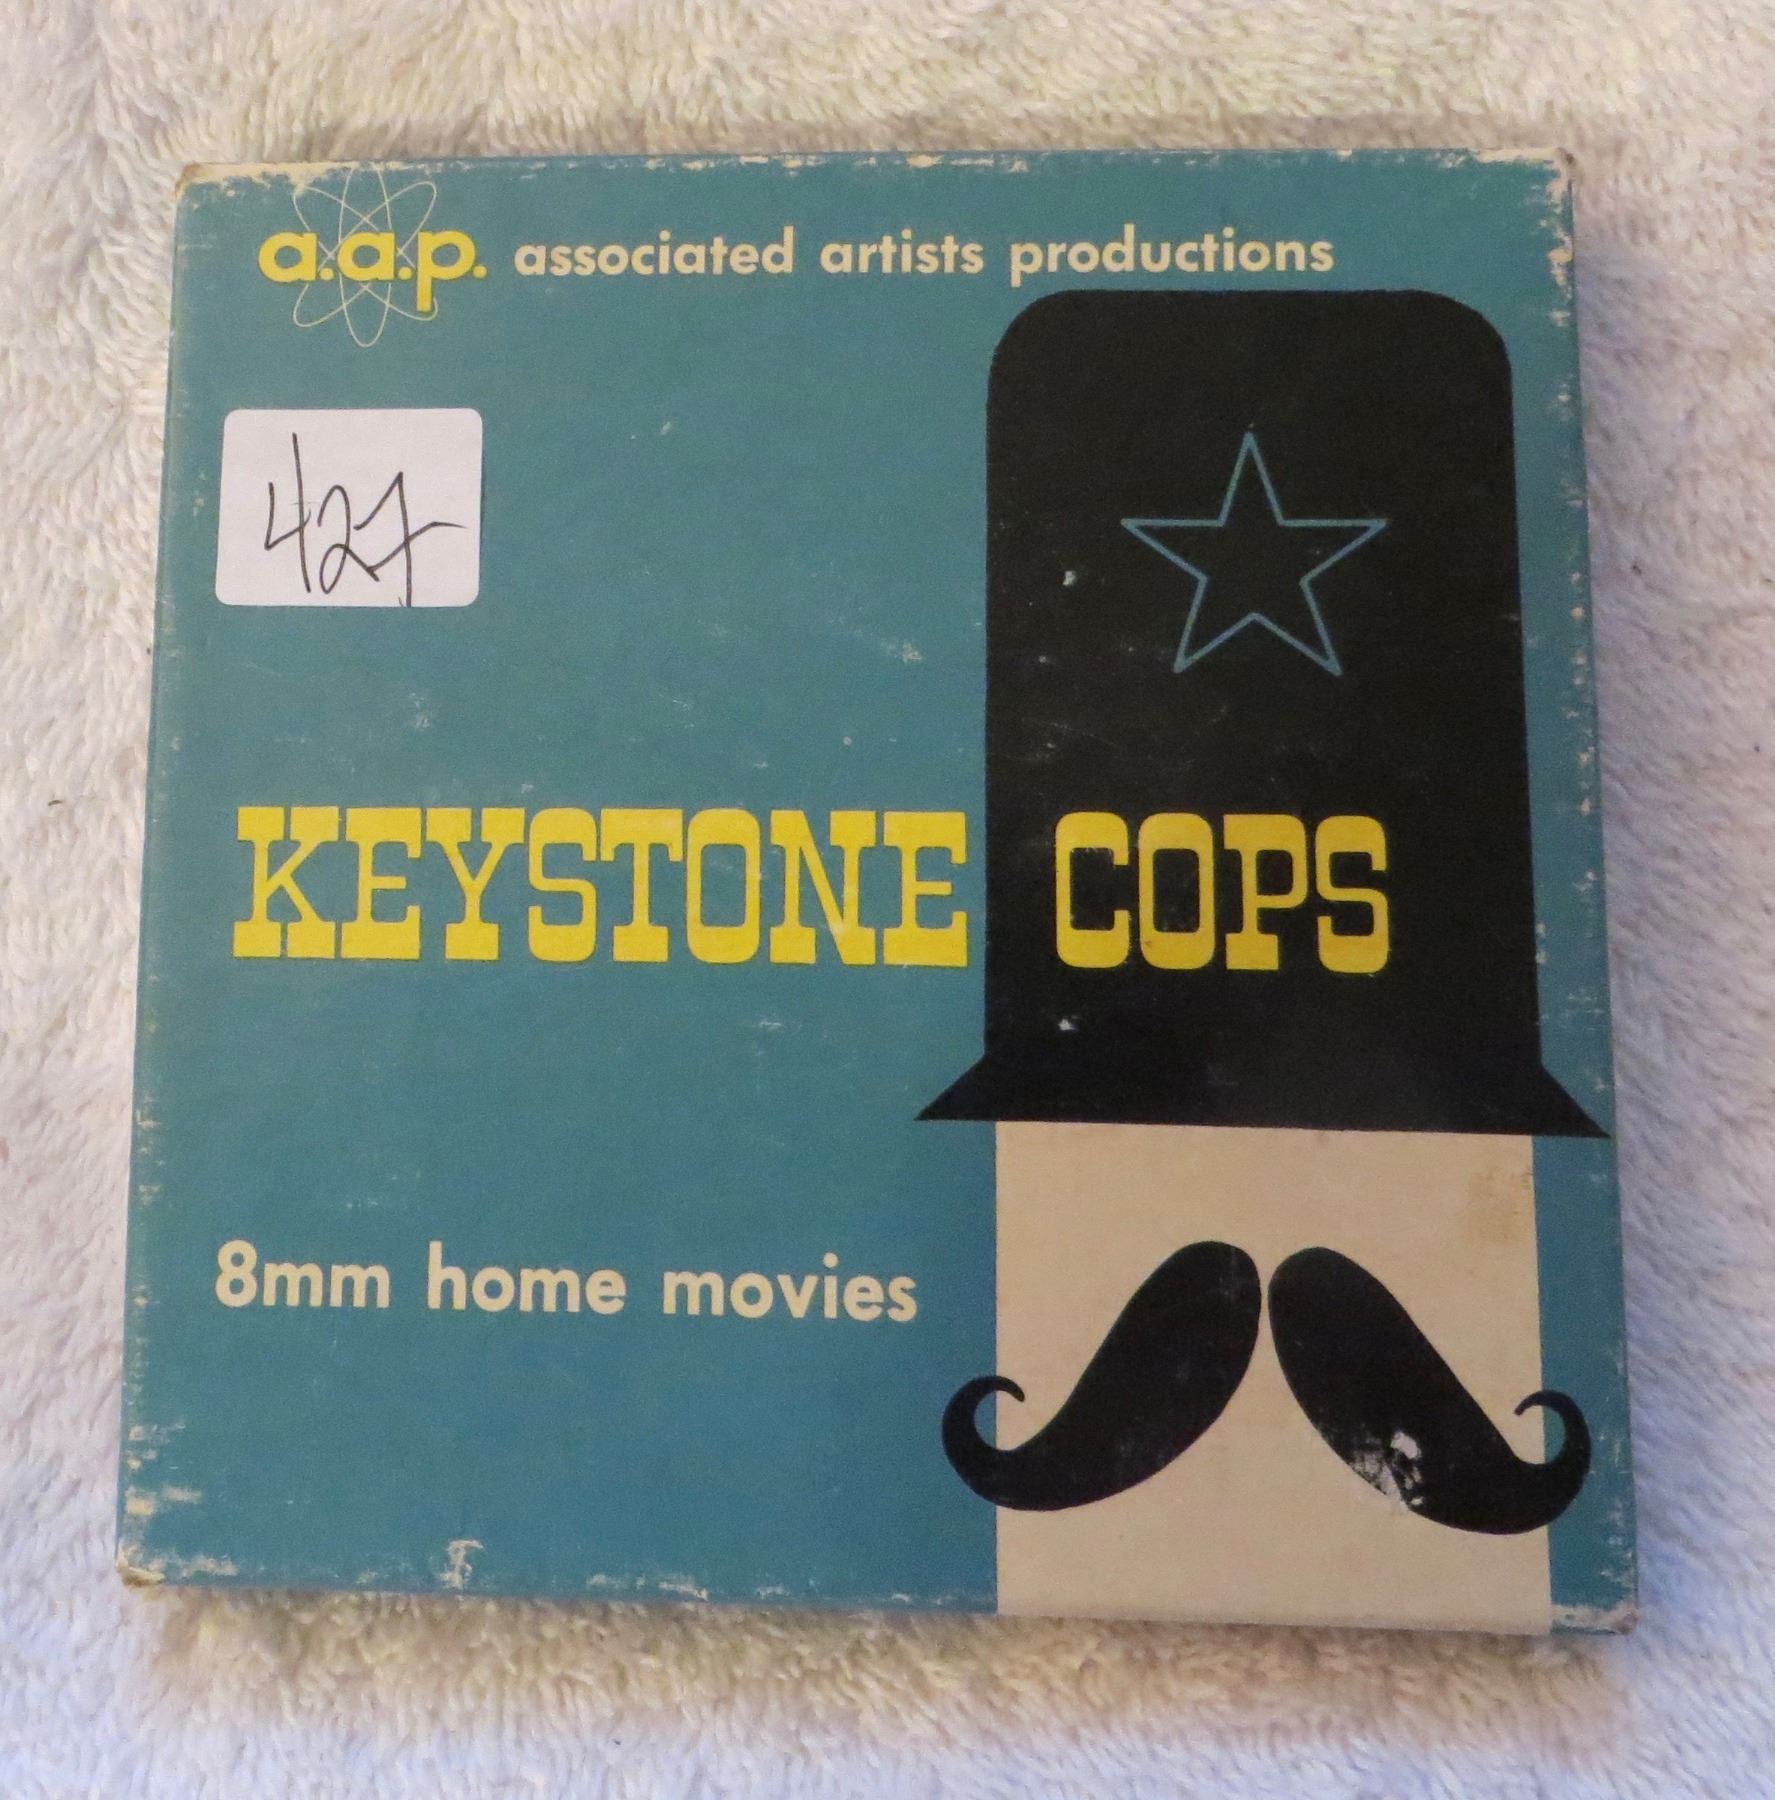 a.a.p. associated artists productions
427
KEYSTONE COPS
8mm home movies